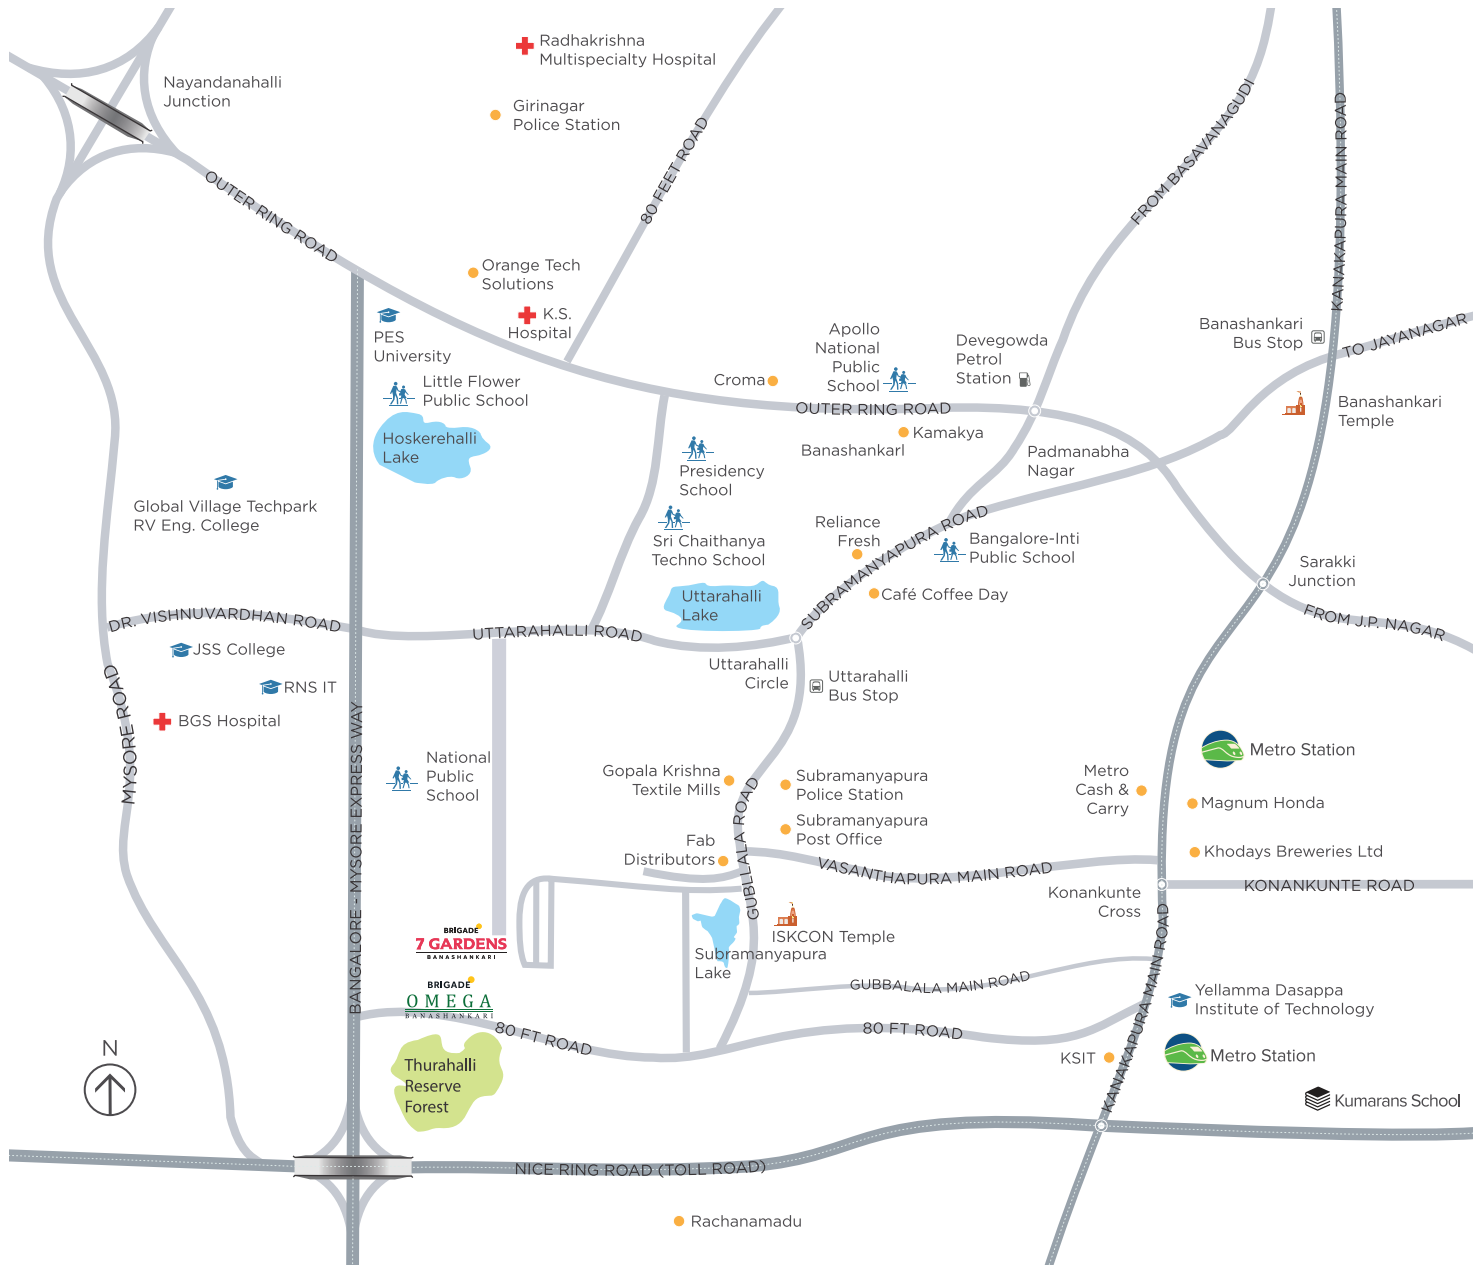 Radhakrishna
Multispecialty Hospital
Nayandanahalli
Junction
Girinagar
Police Station
OUTER RING ROAD
80 FEET ROAD
FROM BASAVANAGUDI
KANAKAPURA MAIN ROAD
Orange Tech
Solutions
K.S.
Hospital
PES
University
Little Flower
Public School
Hoskerehalli
Lake
Croma
Apollo
National
Public
School
Devegowda
Petrol
Station
Banashankari
Bus Stop
TO JAYANAGAR
Banashankari
Temple
OUTER RING ROAD
Kamakya
Banashankarl
Padmanabha
Nagar
Presidency
School
Global Village Techpark
RV Eng. College
Sri Chaithanya
Techno School
Reliance
Fresh
SUBRAMANYAPURA ROAD
Bangalore-Inti
Public School
Café Coffee Day
Sarakki
Junction
FROM J.P. NAGAR
Uttarahalli
Lake
DR. VISHNUVARDHAN ROAD
UTTARAHALLI ROAD
JSS College
RNS IT
BGS Hospital
MYSORE ROAD
Uttarahalli
Circle
Uttarahalli
Bus Stop
BANGALORE - MYSORE EXPRESS WAY
National
Public
School
Gopala Krishna
Textile Mills
Subramanyapura
Police Station
Subramanyapura
Post Office
Metro
Cash &
Carry
Metro Station
Magnum Honda
Khodays Breweries Ltd
Fab
Distributors
GUBLLALA ROAD
VASANTHAPURA MAIN ROAD
Konankunte
Cross
KONANKUNTE ROAD
BRIGADE
7 GARDENS
BANASHANKARI
ISKCON Temple
Subramanyapura
Lake
GUBBALALA MAIN ROAD
KANAKAPURA MAIN ROAD
BRIGADE
OMEGA
BANASHANKARI
80 FT ROAD
80 FT ROAD
Yellamma Dasappa
Institute of Technology
KSIT
Metro Station
Kumarans School
N
Thurahalli
Reserve
Forest
NICE RING ROAD (TOLL ROAD)
Rachanamadu